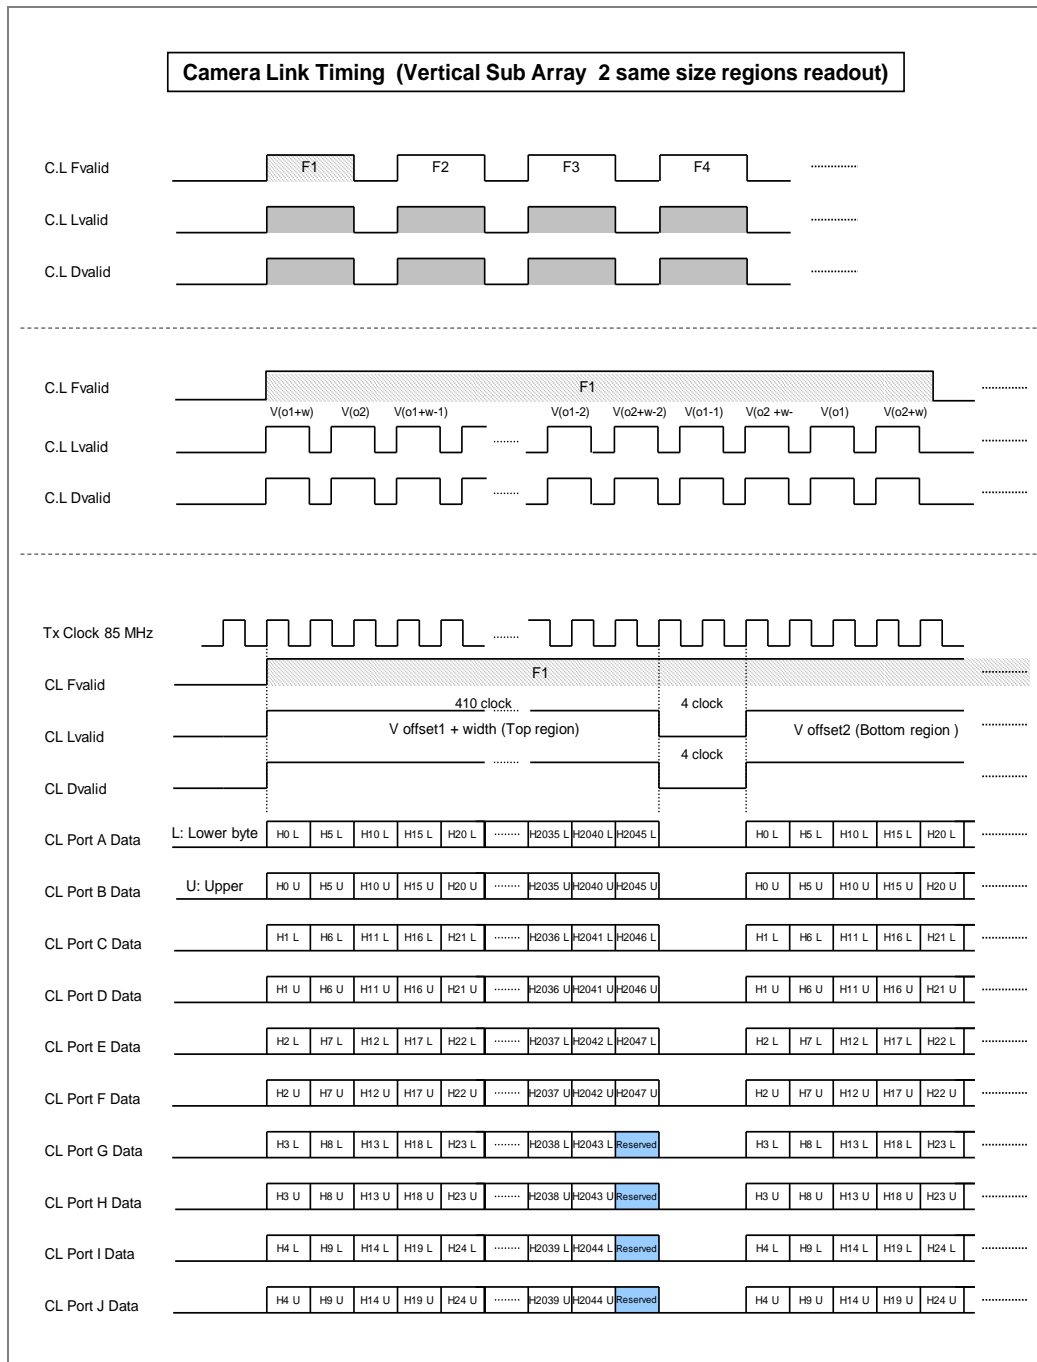 Camera Link Timing (Vertical Sub Array 2 same size regions readout)
C.L Fvalid F1 F2 F3 F4 ..............
C.L Lvalid ..............
C.L Dvalid ..............
C.L Fvalid F1 ..............
V(o1+w) V(o2) V(o1+w-1) V(o1-2) V(o2+w-2) V(o1-1) V(o2 +w- V(o1) V(o2+w)
C.L Lvalid ........ ..............
C.L Dvalid ........ ..............
Tx Clock 85 MHz ........
CL Fvalid F1 ..............
410 clock 4 clock
CL Lvalid ........ V offset1 + width (Top region) V offset2 (Bottom region ) ..............
4 clock
CL Dvalid ........ ..............
CL Port A Data L: Lower byte H0 L H5 L H10 L H15 L H20 L ........ H2035 L H2040 L H2045 L H0 L H5 L H10 L H15 L H20 L ..............
CL Port B Data U: Upper H0 U H5 U H10 U H15 U H20 U ........ H2035 U H2040 U H2045 U H0 U H5 U H10 U H15 U H20 U ..............
CL Port C Data H1 L H6 L H11 L H16 L H21 L ........ H2036 L H2041 L H2046 L H1 L H6 L H11 L H16 L H21 L ..............
CL Port D Data H1 U H6 U H11 U H16 U H21 U ........ H2036 U H2041 U H2046 U H1 U H6 U H11 U H16 U H21 U ..............
CL Port E Data H2 L H7 L H12 L H17 L H22 L ........ H2037 L H2042 L H2047 L H2 L H7 L H12 L H17 L H22 L ..............
CL Port F Data H2 U H7 U H12 U H17 U H22 U ........ H2037 U H2042 U H2047 U H2 U H7 U H12 U H17 U H22 U ..............
CL Port G Data H3 L H8 L H13 L H18 L H23 L ........ H2038 L H2043 L Reserved H3 L H8 L H13 L H18 L H23 L ..............
CL Port H Data H3 U H8 U H13 U H18 U H23 U ........ H2038 U H2043 U Reserved H3 U H8 U H13 U H18 U H23 U ..............
CL Port I Data H4 L H9 L H14 L H19 L H24 L ........ H2039 L H2044 L Reserved H4 L H9 L H14 L H19 L H24 L ..............
CL Port J Data H4 U H9 U H14 U H19 U H24 U ........ H2039 U H2044 U Reserved H4 U H9 U H14 U H19 U H24 U ..............